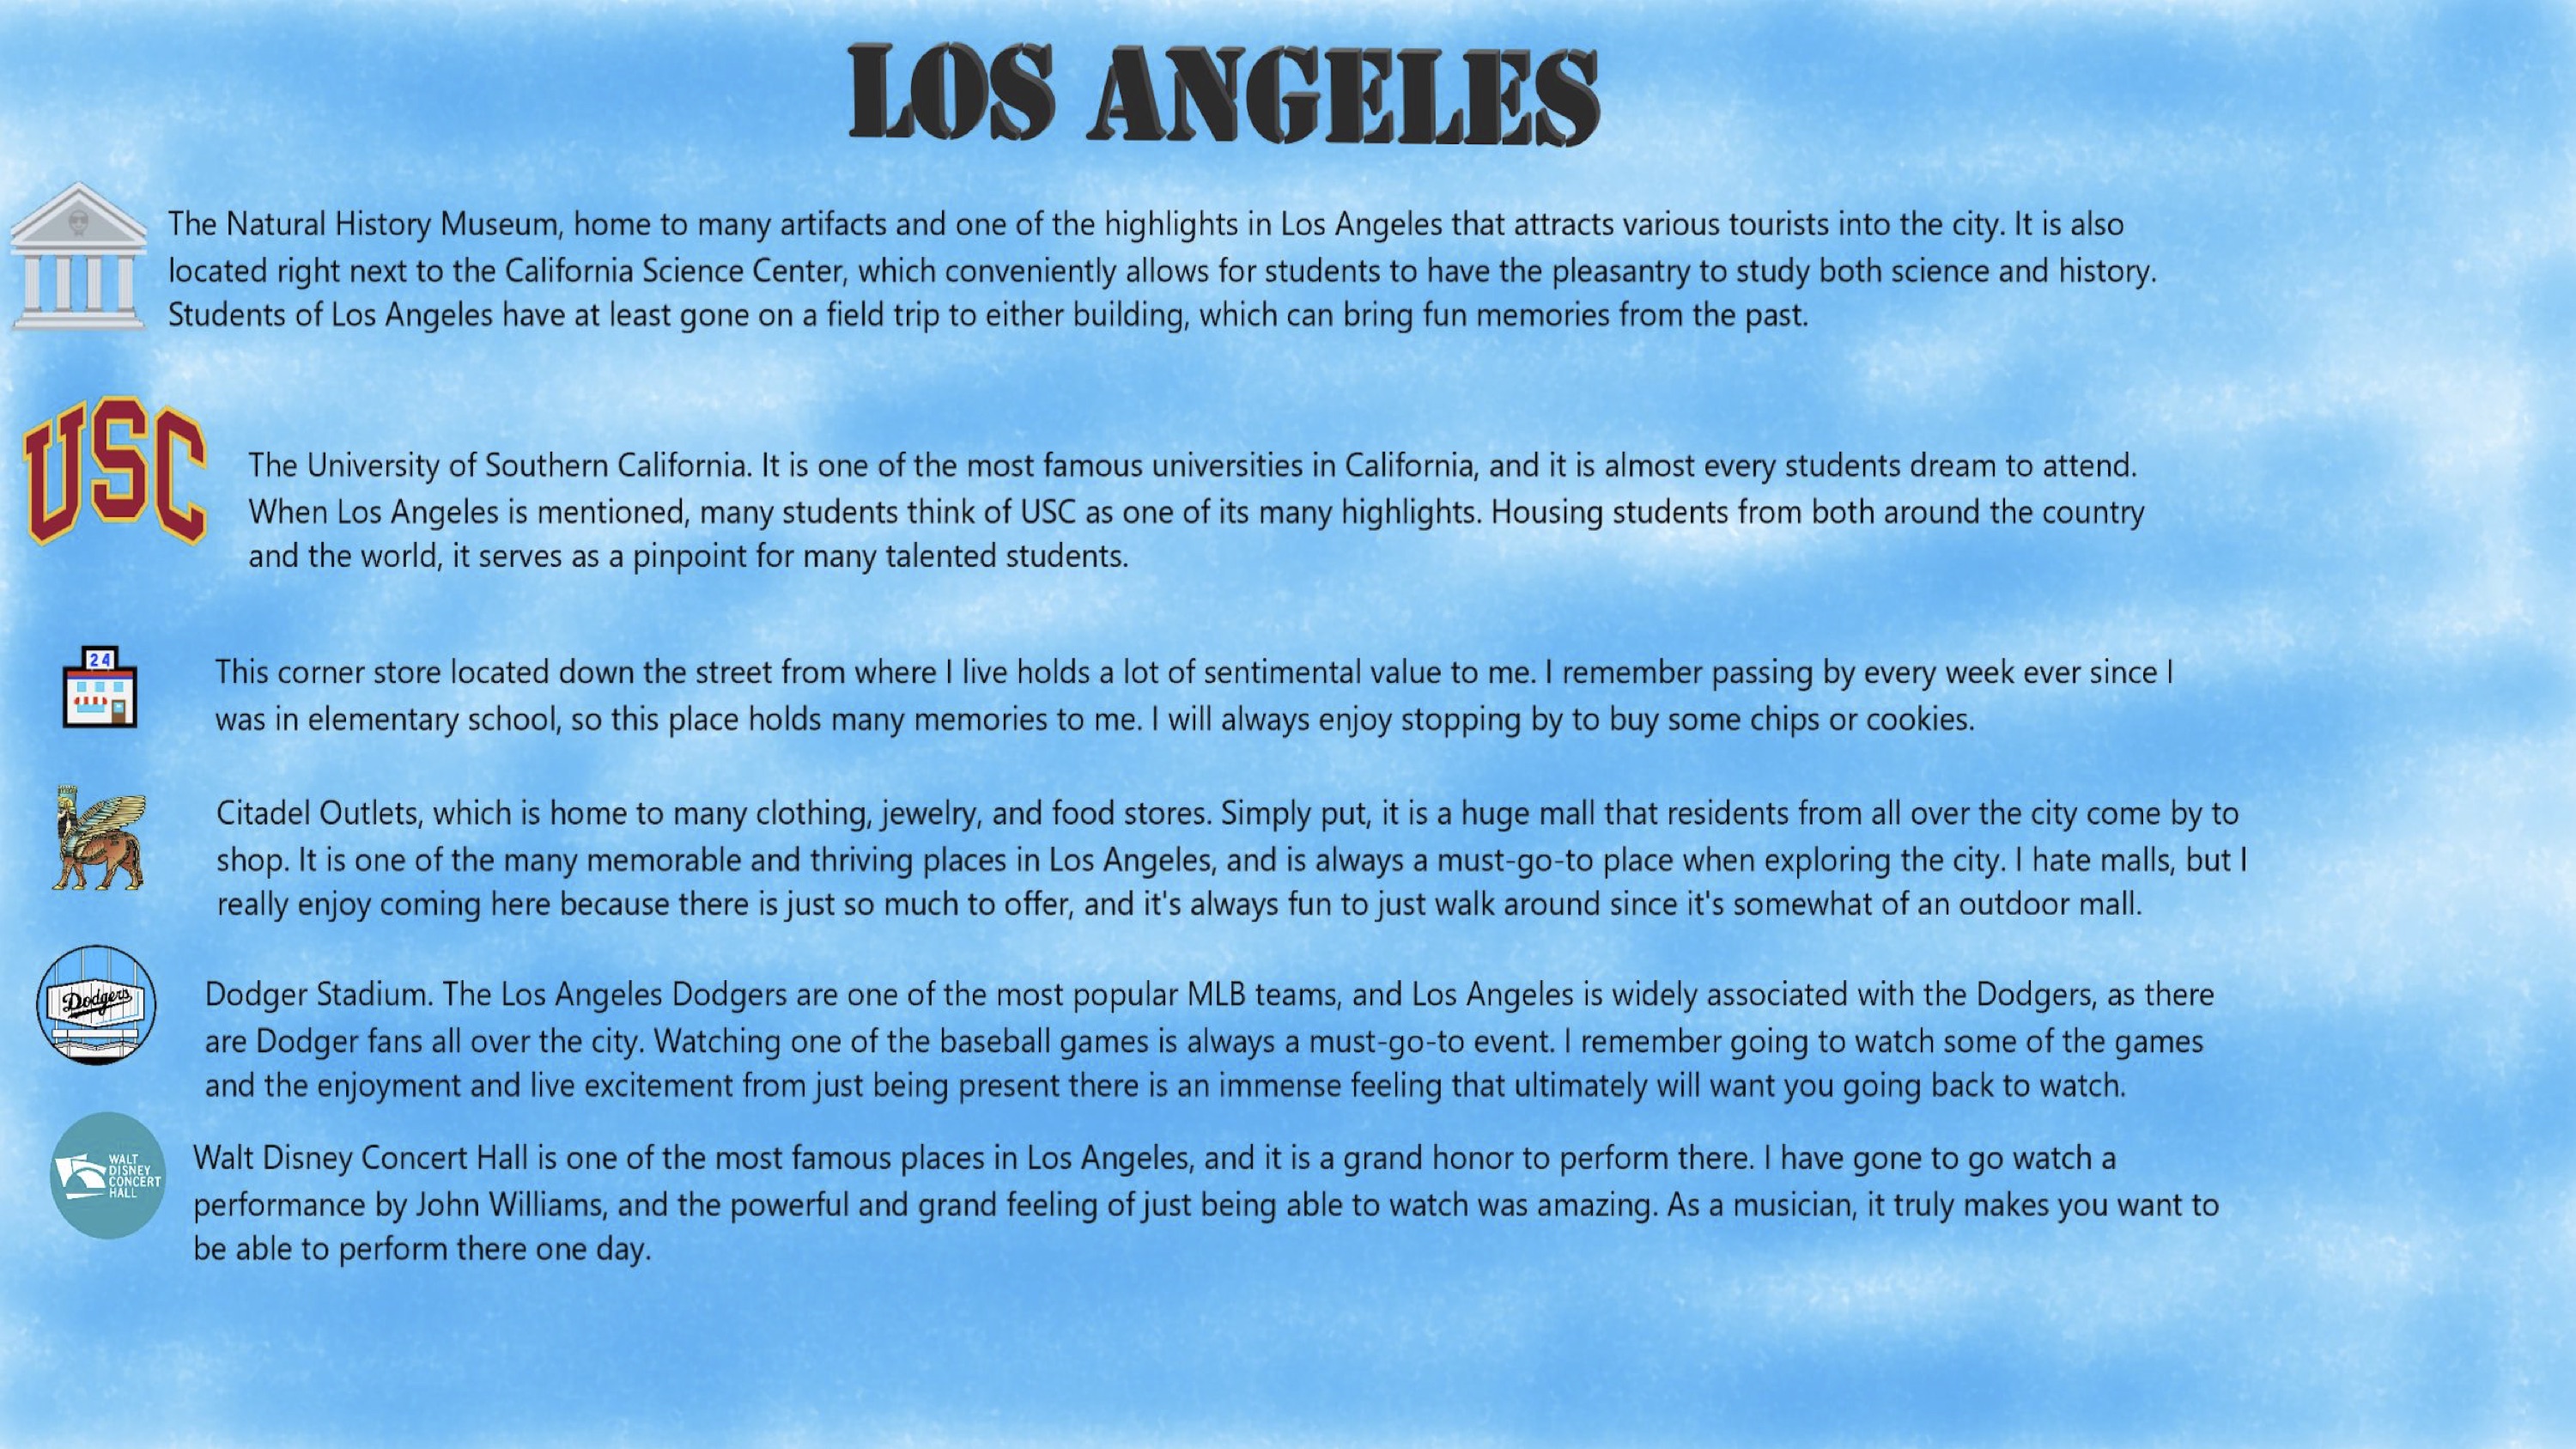 LOS ANGELES
The Natural History Museum, home to many artifacts and one of the highlights in Los Angeles that attracts various tourists into the city. It is also
located right next to the California Science Center, which conveniently allows for students to have the pleasantry to study both science and history.
Students of Los Angeles have at least gone on a field trip to either building, which can bring fun memories from the past.
USC
The University of Southern California. It is one of the most famous universities in California, and it is almost every students dream to attend.
When Los Angeles is mentioned, many students think of USC as one of its many highlights. Housing students from both around the country
and the world, it serves as a pinpoint for many talented students.
24
This corner store located down the street from where I live holds a lot of sentimental value to me. I remember passing by every week ever since I
was in elementary school, so this place holds many memories to me. I will always enjoy stopping by to buy some chips or cookies.
Citadel Outlets, which is home to many clothing, jewelry, and food stores. Simply put, it is a huge mall that residents from all over the city come by to
shop. It is one of the many memorable and thriving places in Los Angeles, and is always a must-go-to place when exploring the city. I hate malls, but I
really enjoy coming here because there is just so much to offer, and it's always fun to just walk around since it's somewhat of an outdoor mall.
Dodgers
Dodger Stadium. The Los Angeles Dodgers are one of the most popular MLB teams, and Los Angeles is widely associated with the Dodgers, as there
are Dodger fans all over the city. Watching one of the baseball games is always a must-go-to event. I remember going to watch some of the games
and the enjoyment and live excitement from just being present there is an immense feeling that ultimately will want you going back to watch.
WALT
DISNEY
CONCERT
HALL
Walt Disney Concert Hall is one of the most famous places in Los Angeles, and it is a grand honor to perform there. I have gone to go watch a
performance by John Williams, and the powerful and grand feeling of just being able to watch was amazing. As a musician, it truly makes you want to
be able to perform there one day.